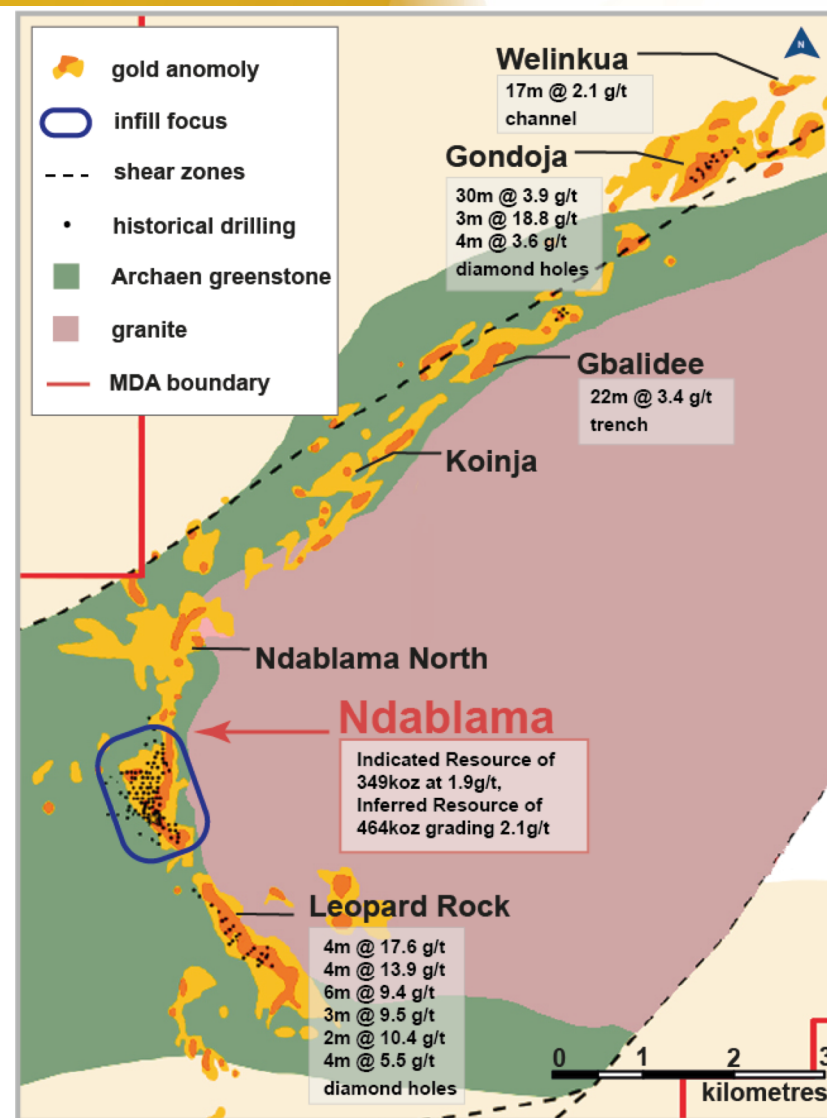 gold anomoly
infill focus
shear zones
historical drilling
Archaen greenstone
granite
MDA boundary
N
Welinkua
17m @ 2.1 g/t
channel
Gondoja
30m @ 3.9 g/t
3m @ 18.8 g/t
4m @ 3.6 g/t
diamond holes
Gbalidee
22m @ 3.4 g/t
trench
Koinja
Ndablama North
Ndablama
Indicated Resource of
349koz at 1.9g/t,
Inferred Resource of
464koz grading 2.1g/t
Leopard Rock
4m @ 17.6 g/t
4m @ 13.9 g/t
6m @ 9.4 g/t
3m @ 9.5 g/t
2m @ 10.4 g/t
4m @ 5.5 g/t
diamond holes
0 1 2 3
kilometres